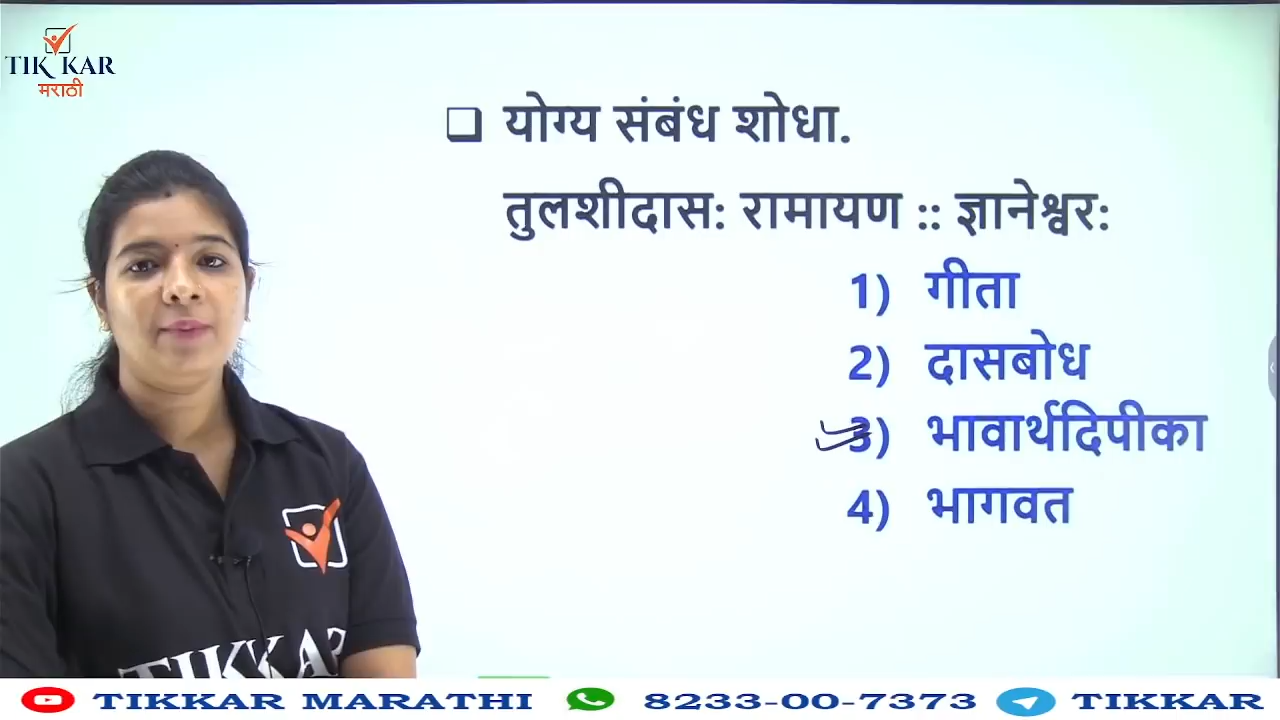 TIK KAR
मराठी
❑ योग्य संबंध शोधा.
तुलशीदास: रामायण :: ज्ञानेश्वर:
1) गीता
2) दासबोध
3) भावार्थदिपीका
4) भागवत
TIKKAR
TIKKAR MARATHI 8233-00-7373 TIKKAR